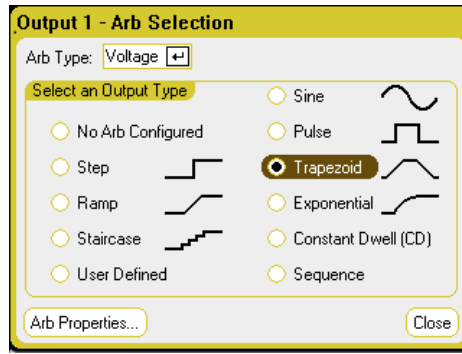 Output 1 - Arb Selection
Arb Type: Voltage
Select an Output Type
No Arb Configured
Step
Ramp
Staircase
User Defined
Sine
Pulse
Trapezoid
Exponential
Constant Dwell (CD)
Sequence
Arb Properties...
Close